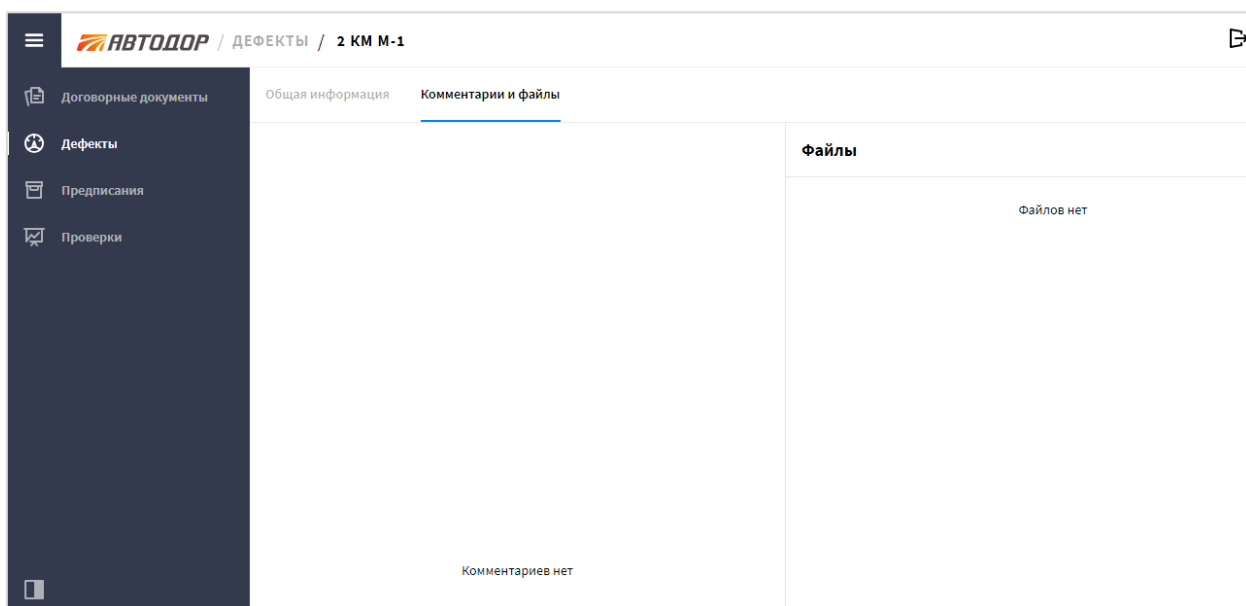 АВТОДОР / ДЕФЕКТЫ / 2 КМ М-1
Договорные документы
Дефекты
Предписания
Проверки
Общая информация
Комментарии и файлы
Файлы
Файлов нет
Комментариев нет